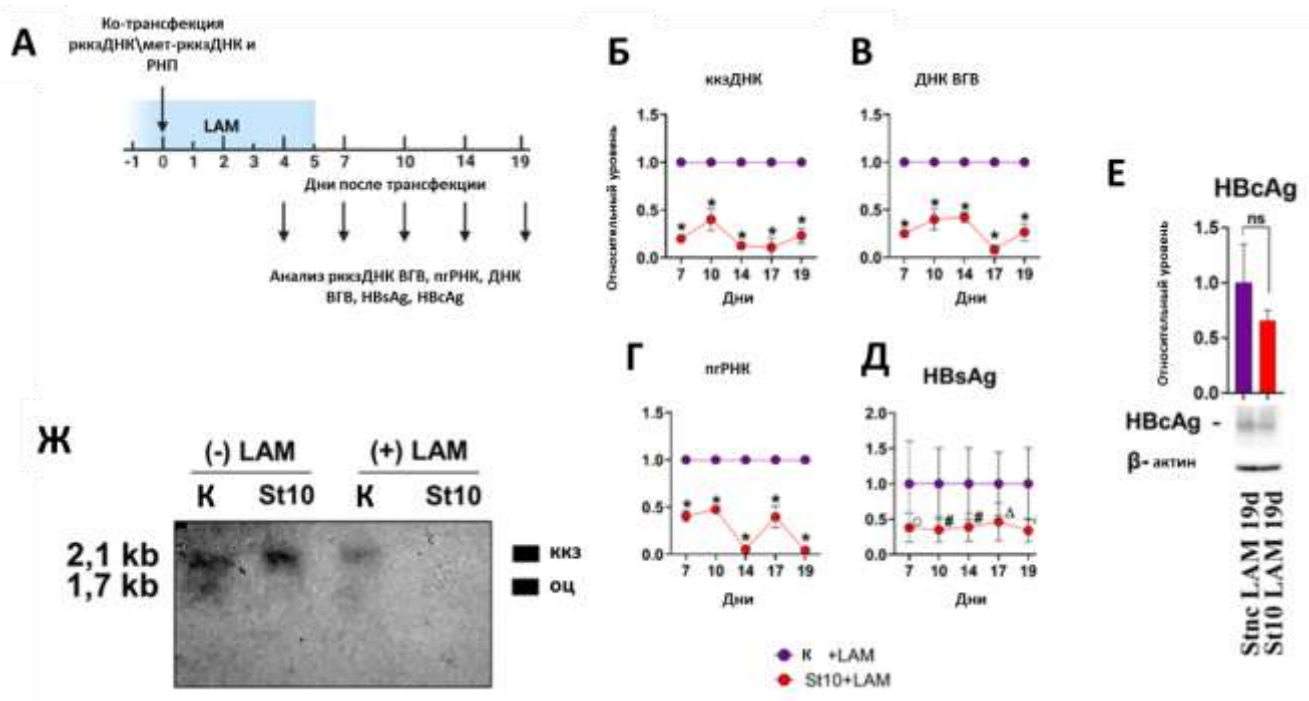 А
Ко-трансфекция
рккзДНК\мет-рккзДНК и
РНП
LAM
-1 0 1 2 3 4 5 7 10 14 19
Дни после трансфекции
Анализ рккзДНК ВГВ, пгРНК, ДНК
ВГВ, HBsAg, HBcAg
Б
ккзДНК
Относительный уровень
1.5
1.0
0.5
0.0
* * * * *
7 10 14 17 19
Дни
В
ДНК ВГВ
1.5
1.0
0.5
0.0
* * * * *
7 10 14 17 19
Дни
Г
пгРНК
1.5
1.0
0.5
0.0
* * * * *
7 10 14 17 19
Дни
Д
HBsAg
2.0
1.5
1.0
0.5
0.0
# # Δ
7 10 14 17 19
Дни
К +LAM
St10+LAM
Е
HBcAg
ns
Относительный уровень
1.5
1.0
0.5
0.0
HBcAg -
β- актин
Stnc LAM 19d
St10 LAM 19d
Ж
(-) LAM (+) LAM
К St10 К St10
2,1 kb
1,7 kb
ккз
оц